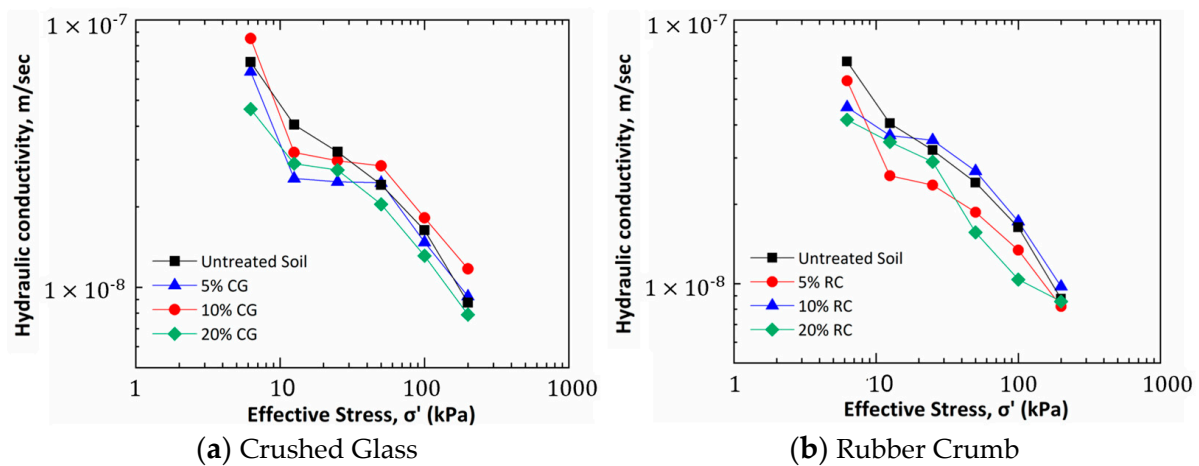 1 × 10⁻⁷
Hydraulic conductivity, m/sec
1 × 10⁻⁸
Untreated Soil
5% CG
10% CG
20% CG
1 10 100 1000
Effective Stress, σ' (kPa)
(a) Crushed Glass
1 × 10⁻⁷
Hydraulic conductivity, m/sec
1 × 10⁻⁸
Untreated Soil
5% RC
10% RC
20% RC
1 10 100 1000
Effective Stress, σ' (kPa)
(b) Rubber Crumb